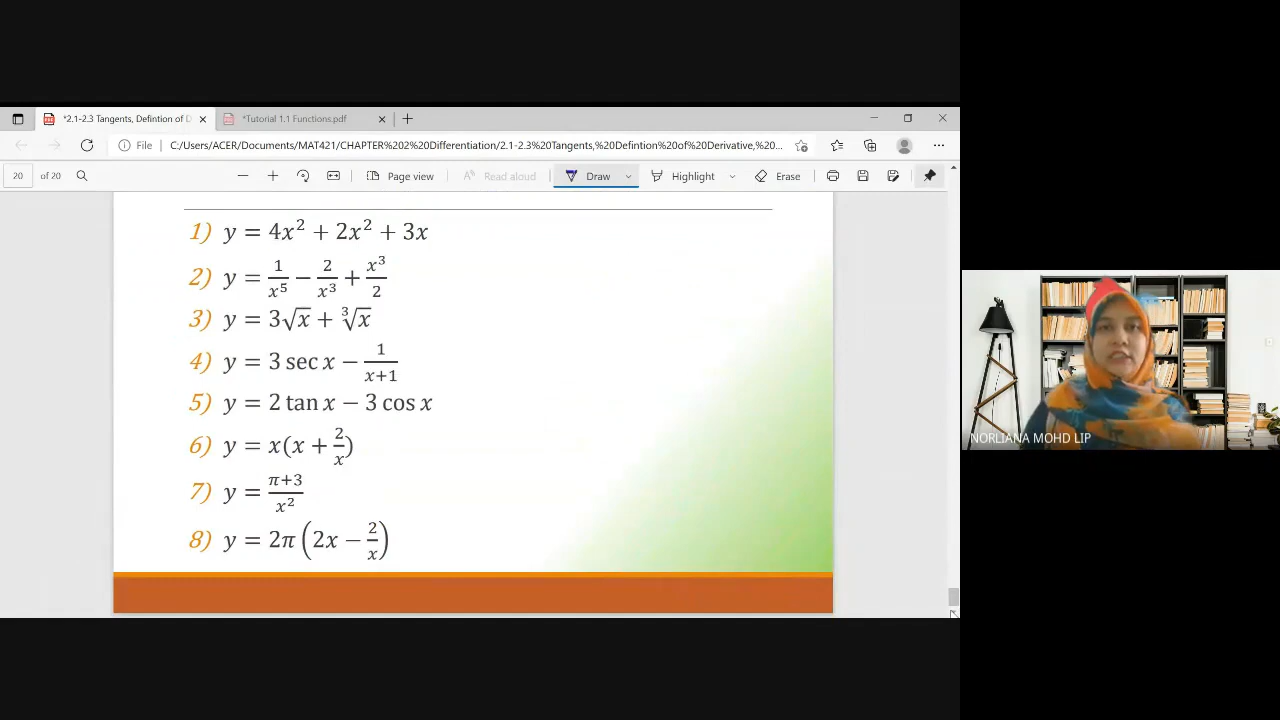 *2.1-2.3 Tangents, Defintion of D
*Tutorial 1.1 Functions.pdf
File C:/Users/ACER/Documents/MAT421/CHAPTER%202%20Differentiation/2.1-2.3%20Tangents,%20Defintion%20of%20Derivative,%20...
20 of 20 Page view Read aloud Draw Highlight Erase
1) y = 4x² + 2x² + 3x
2) y = 1/x⁵ − 2/x³ + x³/2
3) y = 3√x + ∛x
4) y = 3 sec x − 1/(x+1)
5) y = 2 tan x − 3 cos x
6) y = x(x + 2/x)
7) y = (π+3)/x²
8) y = 2π(2x − 2/x)
NORLIANA MOHD LIP